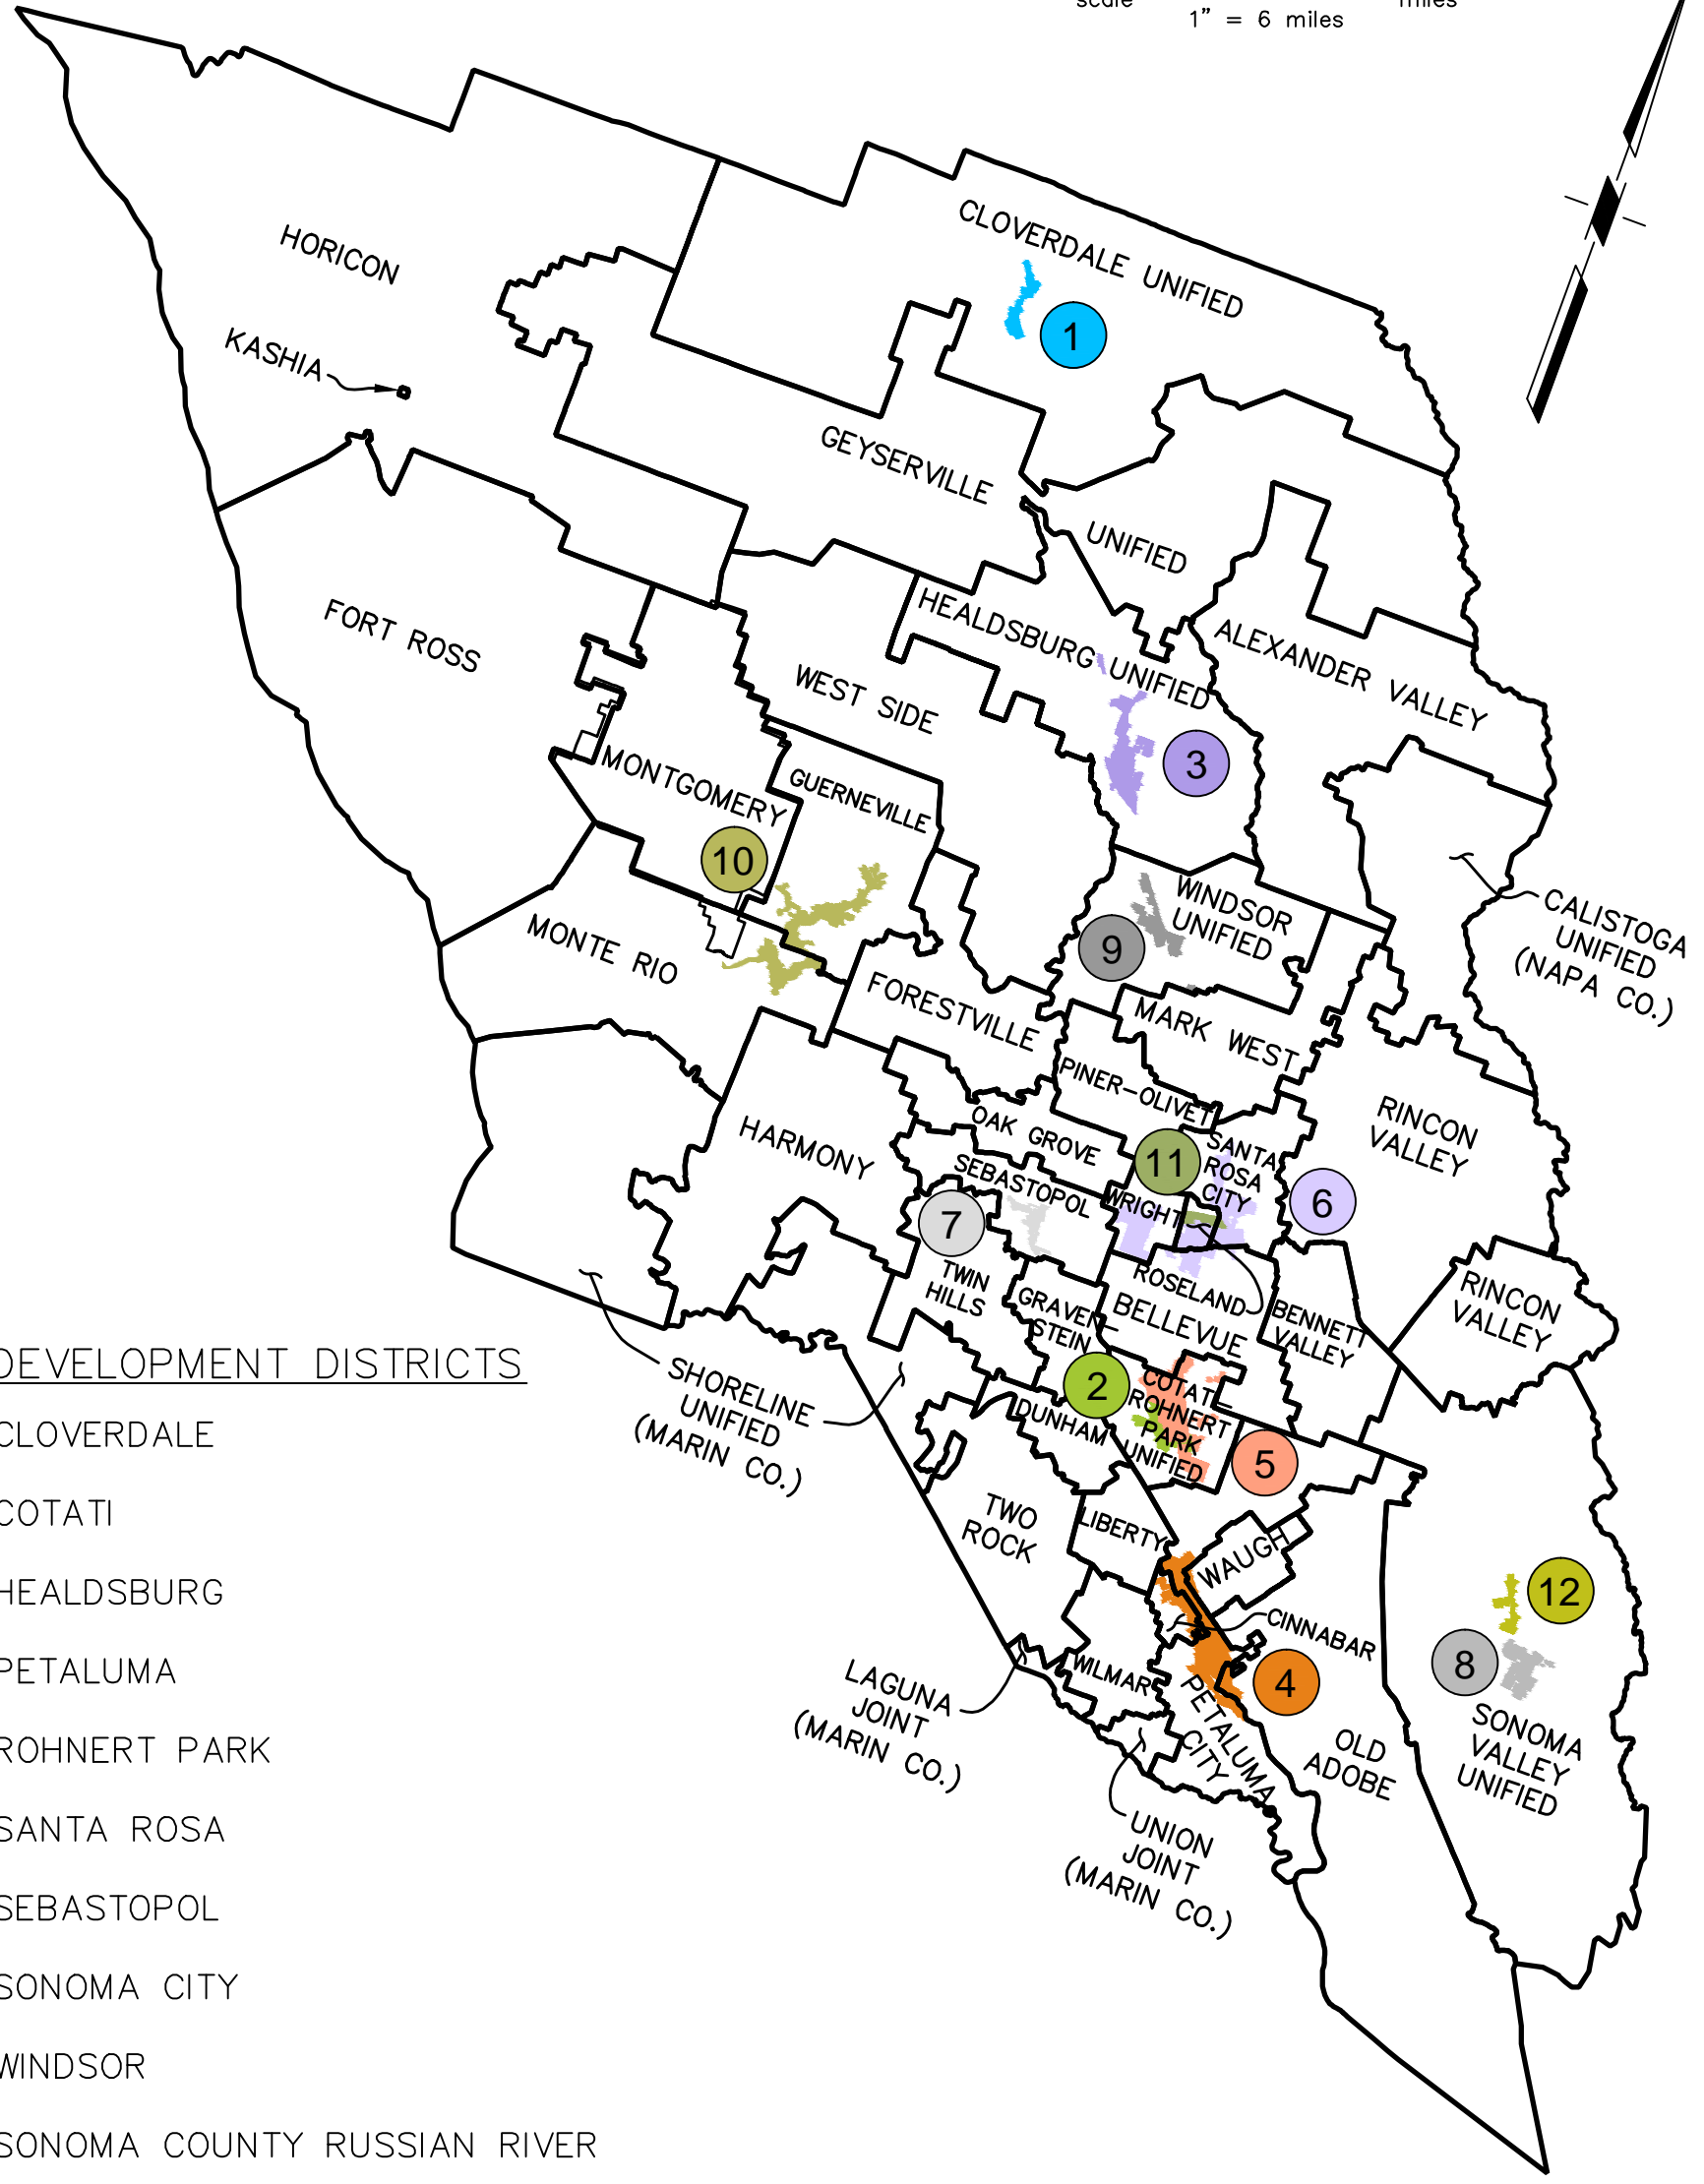 scale miles
1" = 6 miles
CLOVERDALE UNIFIED
HORICON
1
KASHIA
GEYSERVILLE
UNIFIED
HEALDSBURG UNIFIED
FORT ROSS
ALEXANDER VALLEY
WEST SIDE
3
MONTGOMERY
GUERNEVILLE
10
WINDSOR
UNIFIED
9
CALISTOGA
UNIFIED
(NAPA CO.)
MONTE RIO
FORESTVILLE
MARK WEST
PINER-OLIVET
RINCON
VALLEY
OAK GROVE
HARMONY
11
SANTA
ROSA
CITY
SEBASTOPOL
WRIGHT
6
7
TWIN
HILLS
ROSELAND
RINCON
VALLEY
GRAVEN-
STEIN
BELLEVUE
BENNETT
VALLEY
SHORELINE
UNIFIED
(MARIN CO.)
2
COTATI-
ROHNERT
PARK
UNIFIED
DUNHAM
5
TWO
ROCK
LIBERTY
WAUGH
12
CINNABAR
8
WILMAR
4
LAGUNA
JOINT
(MARIN CO.)
PETALUMA
CITY
OLD
ADOBE
SONOMA
VALLEY
UNIFIED
UNION
JOINT
(MARIN CO.)
DEVELOPMENT DISTRICTS
CLOVERDALE
COTATI
HEALDSBURG
PETALUMA
ROHNERT PARK
SANTA ROSA
SEBASTOPOL
SONOMA CITY
WINDSOR
SONOMA COUNTY RUSSIAN RIVER